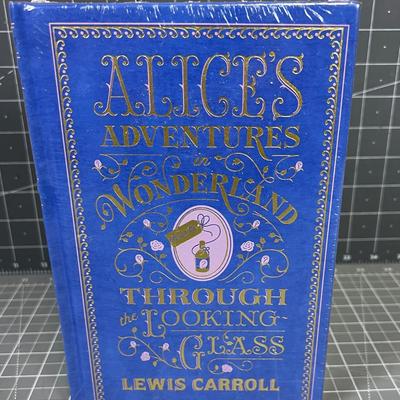 ALICE'S
ADVENTURES
in
WONDERLAND
THROUGH
the LOOKING-
GLASS
LEWIS CARROLL